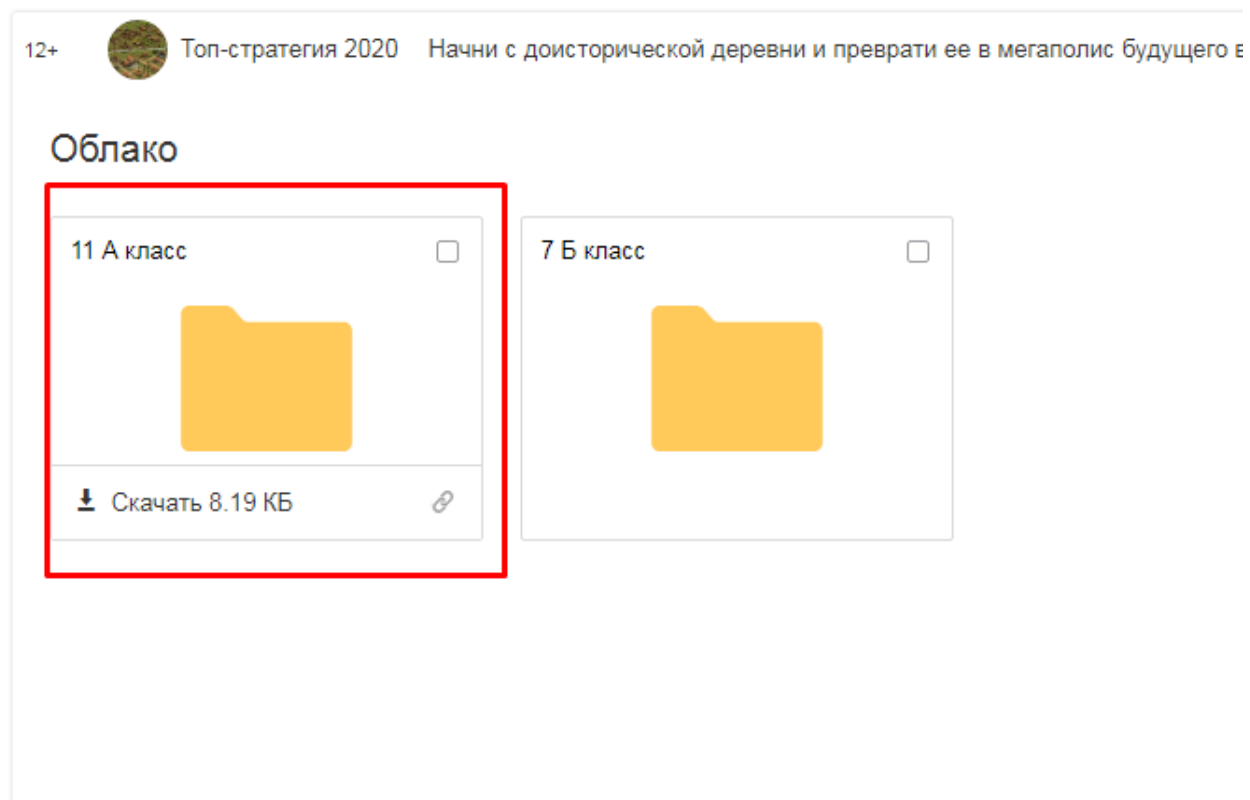 12+ Топ-стратегия 2020 Начни с доисторической деревни и преврати ее в мегаполис будущего в
Облако
11 А класс 7 Б класс
Скачать 8.19 КБ